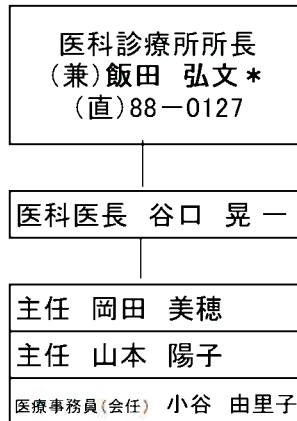 医科診療所所長
(兼)飯田 弘文*
(直)88－0127
医科医長 谷口 晃一
主任 岡田 美穂
主任 山本 陽子
医療事務員(会任) 小谷 由里子